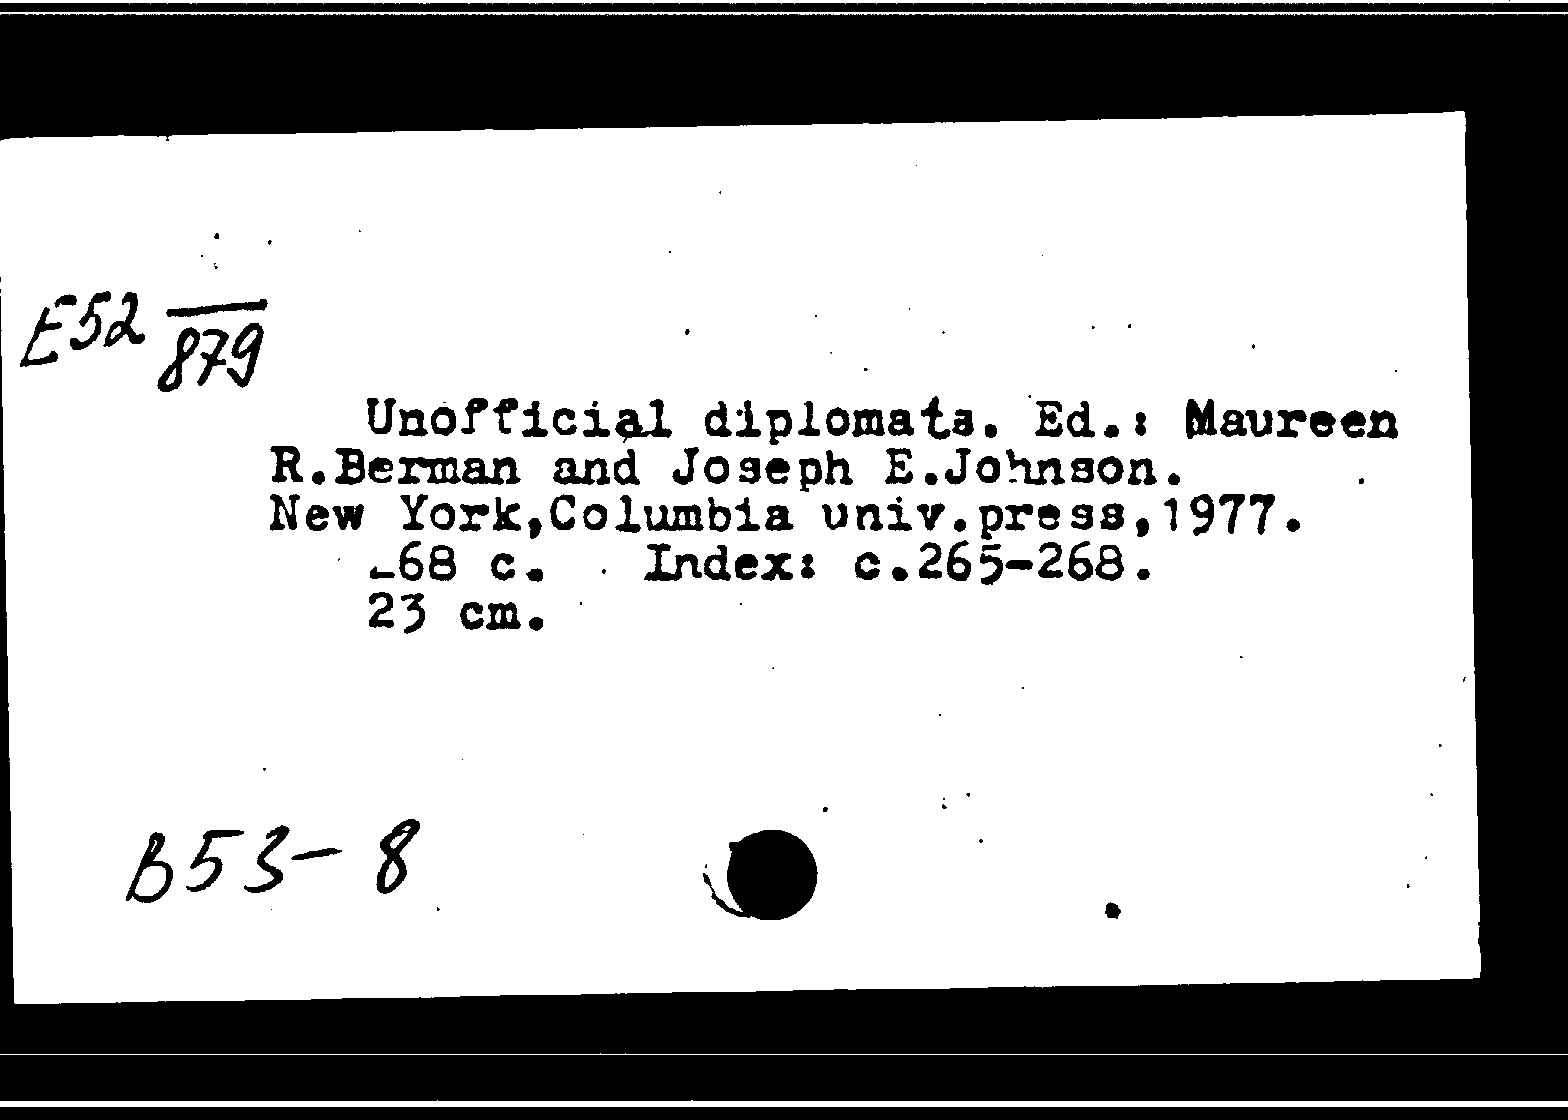 E52 879
Unofficial diplomats. Ed.: Maureen
R.Berman and Joseph E.Johnson.
New York,Columbia univ.press,1977.
268 c. Index: c.265-268.
23 cm.
B53-8